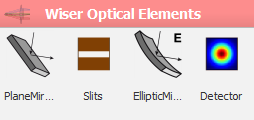 Wiser Optical Elements
E
PlaneMir... Slits EllipticMi... Detector